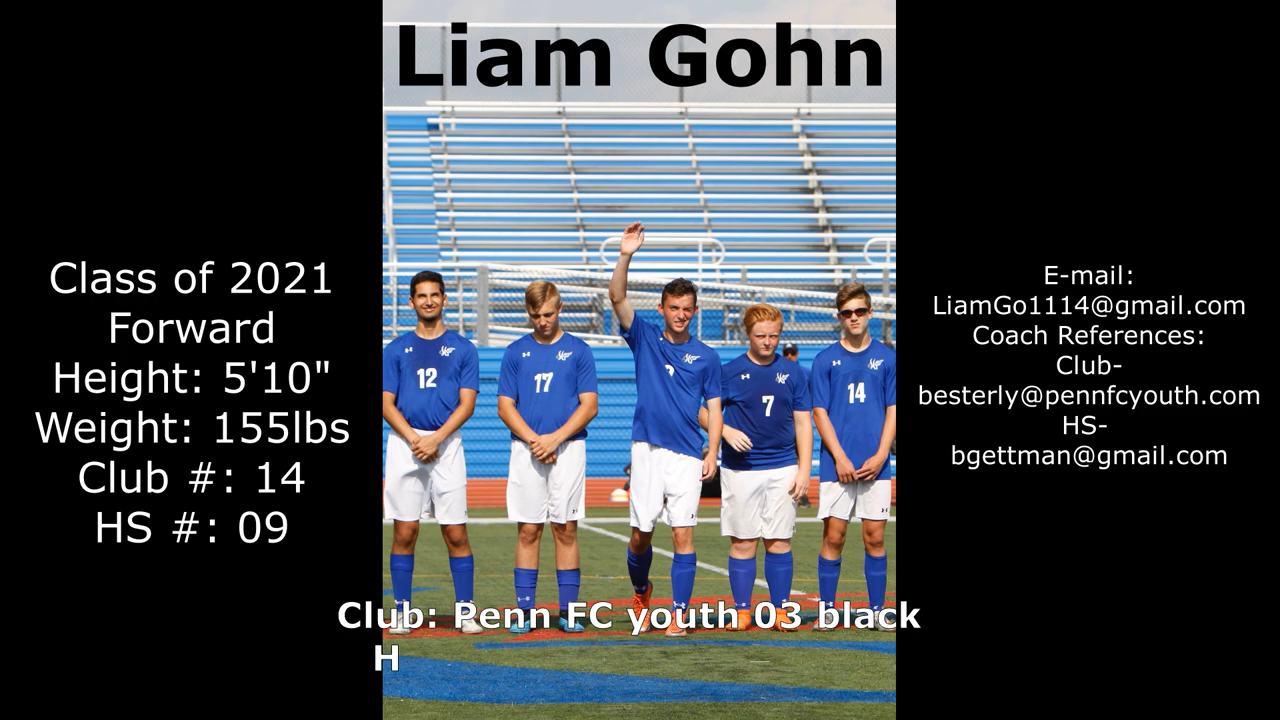 Liam Gohn
Class of 2021
Forward
Height: 5'10"
Weight: 155lbs
Club #: 14
HS #: 09
E-mail:
LiamGo1114@gmail.com
Coach References:
Club-
besterly@pennfcyouth.com
HS-
bgettman@gmail.com
12
17
7
14
Club: Penn FC youth 03 black
H